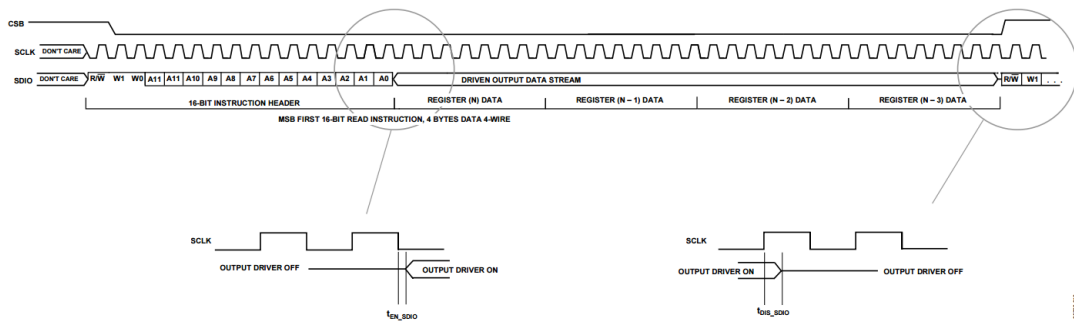 CSB
SCLK DON'T CARE
SDIO DON'T CARE R/W W1 W0 A11 A11 A10 A9 A8 A7 A6 A5 A4 A3 A2 A1 A0 DRIVEN OUTPUT DATA STREAM R/W W1 . . .
16-BIT INSTRUCTION HEADER REGISTER (N) DATA REGISTER (N – 1) DATA REGISTER (N – 2) DATA REGISTER (N – 3) DATA
MSB FIRST 16-BIT READ INSTRUCTION, 4 BYTES DATA 4-WIRE
SCLK SCLK
OUTPUT DRIVER OFF OUTPUT DRIVER ON OUTPUT DRIVER ON OUTPUT DRIVER OFF
tEN_SDIO tDIS_SDIO